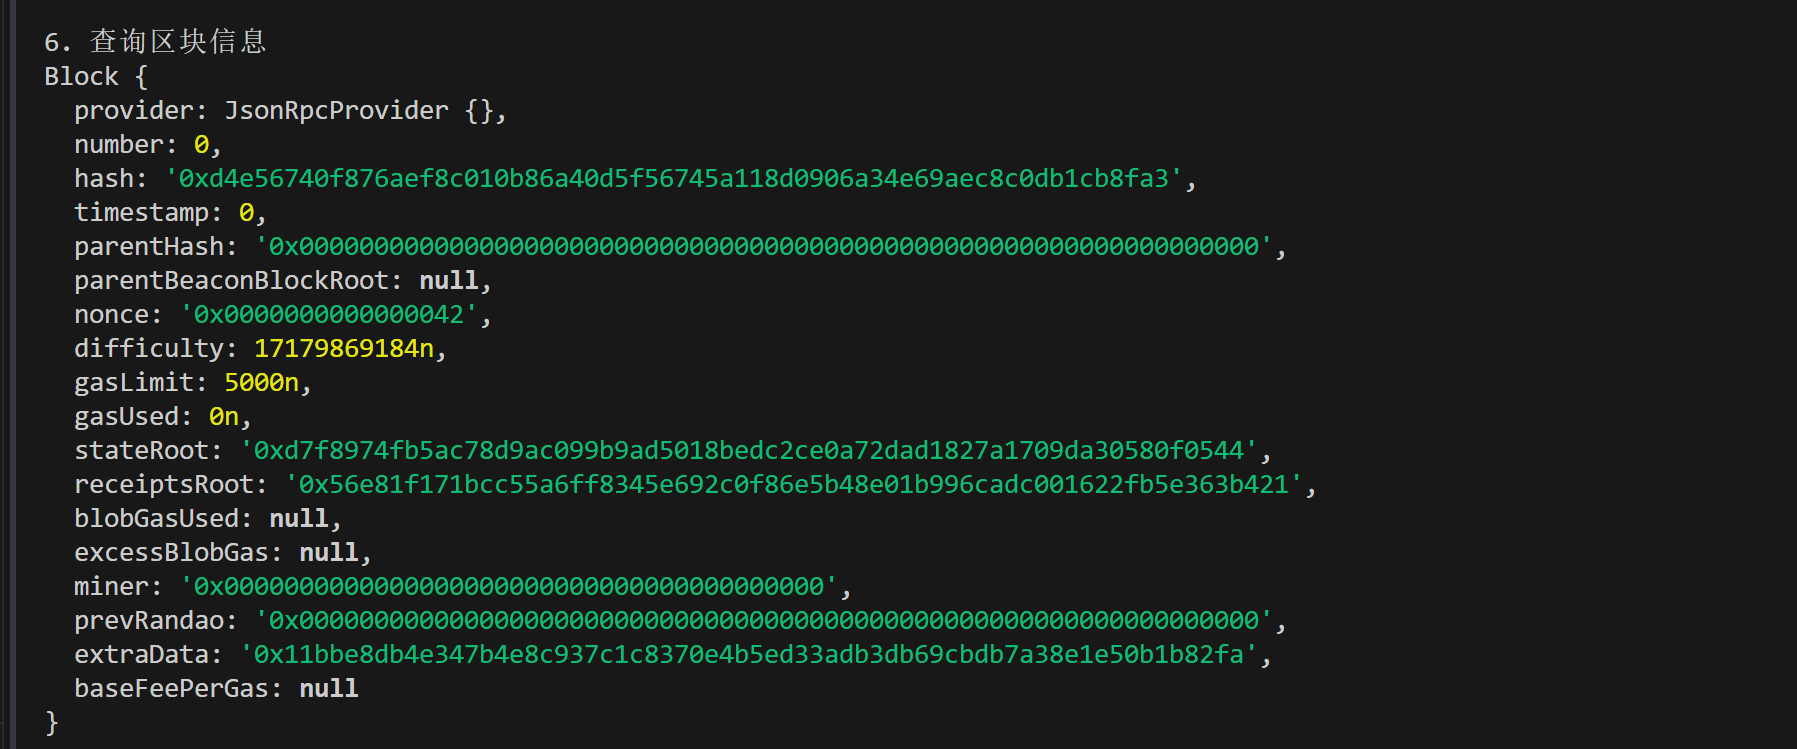 6. 查询区块信息
Block {
  provider: JsonRpcProvider {},
  number: 0,
  hash: '0xd4e56740f876aef8c010b86a40d5f56745a118d0906a34e69aec8c0db1cb8fa3',
  timestamp: 0,
  parentHash: '0x0000000000000000000000000000000000000000000000000000000000000000',
  parentBeaconBlockRoot: null,
  nonce: '0x0000000000000042',
  difficulty: 17179869184n,
  gasLimit: 5000n,
  gasUsed: 0n,
  stateRoot: '0xd7f8974fb5ac78d9ac099b9ad5018bedc2ce0a72dad1827a1709da30580f0544',
  receiptsRoot: '0x56e81f171bcc55a6ff8345e692c0f86e5b48e01b996cadc001622fb5e363b421',
  blobGasUsed: null,
  excessBlobGas: null,
  miner: '0x0000000000000000000000000000000000000000',
  prevRandao: '0x0000000000000000000000000000000000000000000000000000000000000000',
  extraData: '0x11bbe8db4e347b4e8c937c1c8370e4b5ed33adb3db69cbdb7a38e1e50b1b82fa',
  baseFeePerGas: null
}